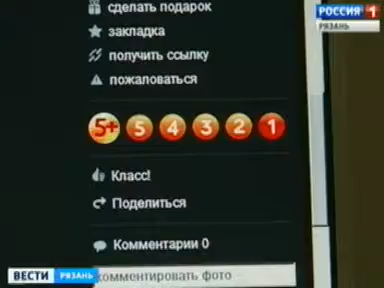 сделать подарок
РОССИЯ 1
РЯЗАНЬ
закладка
получить ссылку
пожаловаться
5+ 5 4 3 2 1
Класс!
Поделиться
Комментарии 0
ВЕСТИ РЯЗАНЬ
комментировать фото